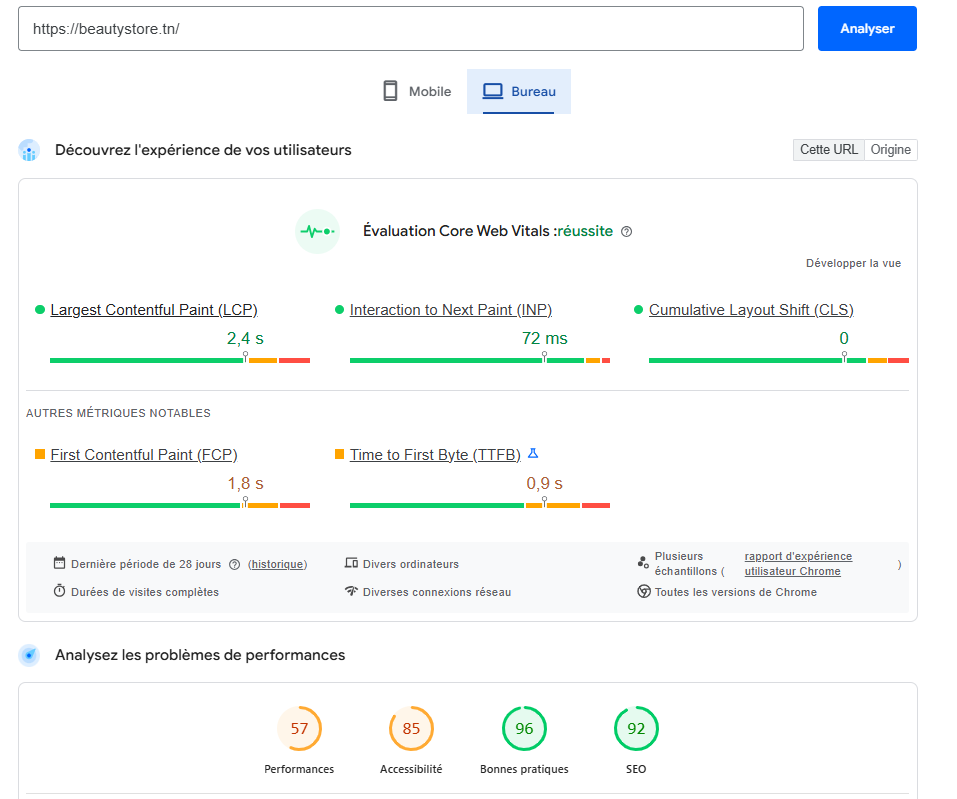 https://beautystore.tn/
Analyser
Mobile
Bureau
Découvrez l'expérience de vos utilisateurs
Cette URL
Origine
Évaluation Core Web Vitals :réussite
Développer la vue
Largest Contentful Paint (LCP)
2,4 s
Interaction to Next Paint (INP)
72 ms
Cumulative Layout Shift (CLS)
0
AUTRES MÉTRIQUES NOTABLES
First Contentful Paint (FCP)
1,8 s
Time to First Byte (TTFB)
0,9 s
Dernière période de 28 jours (historique)
Divers ordinateurs
Plusieurs
échantillons (
rapport d'expérience
utilisateur Chrome
)
Durées de visites complètes
Diverses connexions réseau
Toutes les versions de Chrome
Analysez les problèmes de performances
57
Performances
85
Accessibilité
96
Bonnes pratiques
92
SEO